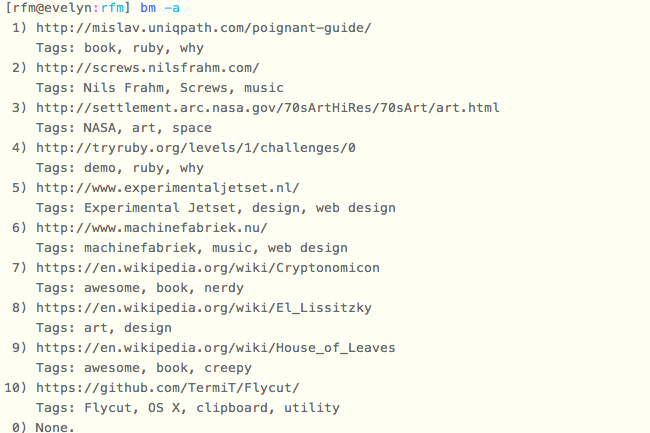 [rfm@evelyn:rfm] bm -a
1) http://mislav.uniqpath.com/poignant-guide/
Tags: book, ruby, why
2) http://screws.nilsfrahm.com/
Tags: Nils Frahm, Screws, music
3) http://settlement.arc.nasa.gov/70sArtHiRes/70sArt/art.html
Tags: NASA, art, space
4) http://tryruby.org/levels/1/challenges/0
Tags: demo, ruby, why
5) http://www.experimentaljetset.nl/
Tags: Experimental Jetset, design, web design
6) http://www.machinefabriek.nu/
Tags: machinefabriek, music, web design
7) https://en.wikipedia.org/wiki/Cryptonomicon
Tags: awesome, book, nerdy
8) https://en.wikipedia.org/wiki/El_Lissitzky
Tags: art, design
9) https://en.wikipedia.org/wiki/House_of_Leaves
Tags: awesome, book, creepy
10) https://github.com/TermiT/Flycut/
Tags: Flycut, OS X, clipboard, utility
0) None.